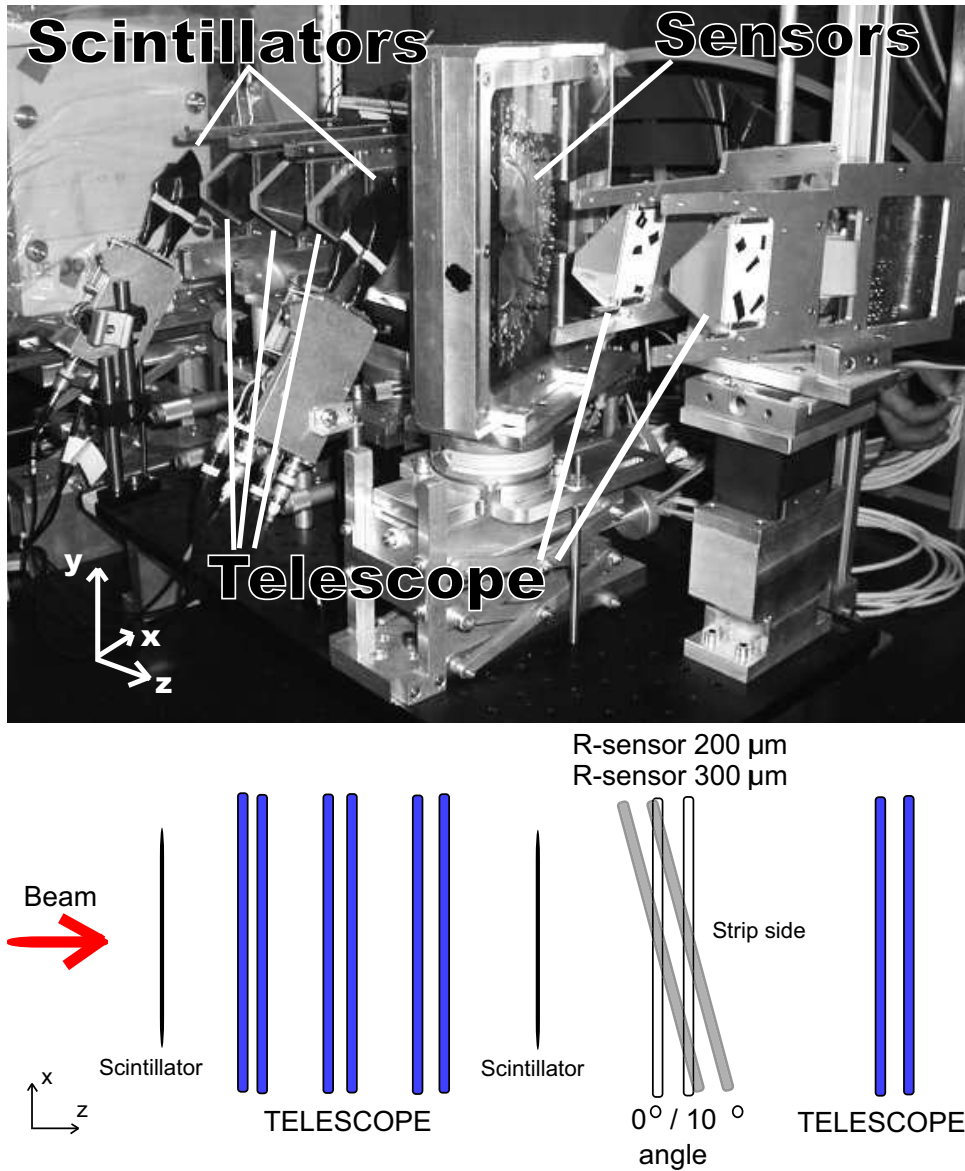 Scintillators
Sensors
Telescope
y
x
z
R-sensor 200 µm
R-sensor 300 µm
Beam
Strip side
Scintillator
Scintillator
x
z
TELESCOPE
0° / 10 °
angle
TELESCOPE